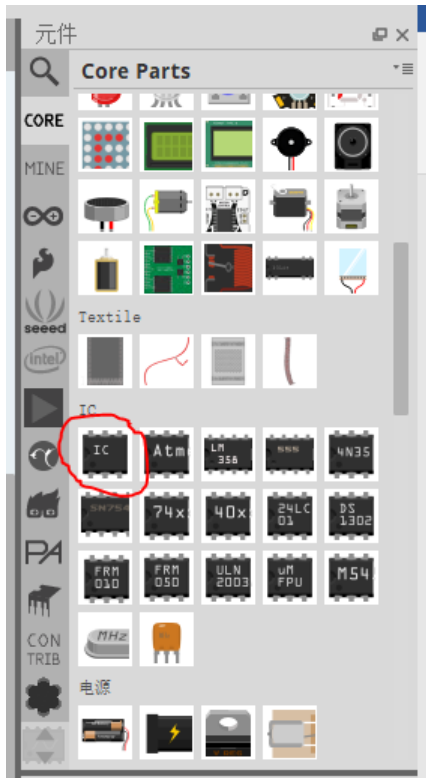 元件
Core Parts
CORE
MINE
Textile
seeed
intel
IC
IC
Atm
LM
358
555
4N35
SN754
74x
40x
24LC
01
DS
1302
FRM
010
FRM
050
ULN
2003
uM
FPU
M54
PA
MHz
CON
TRIB
电源